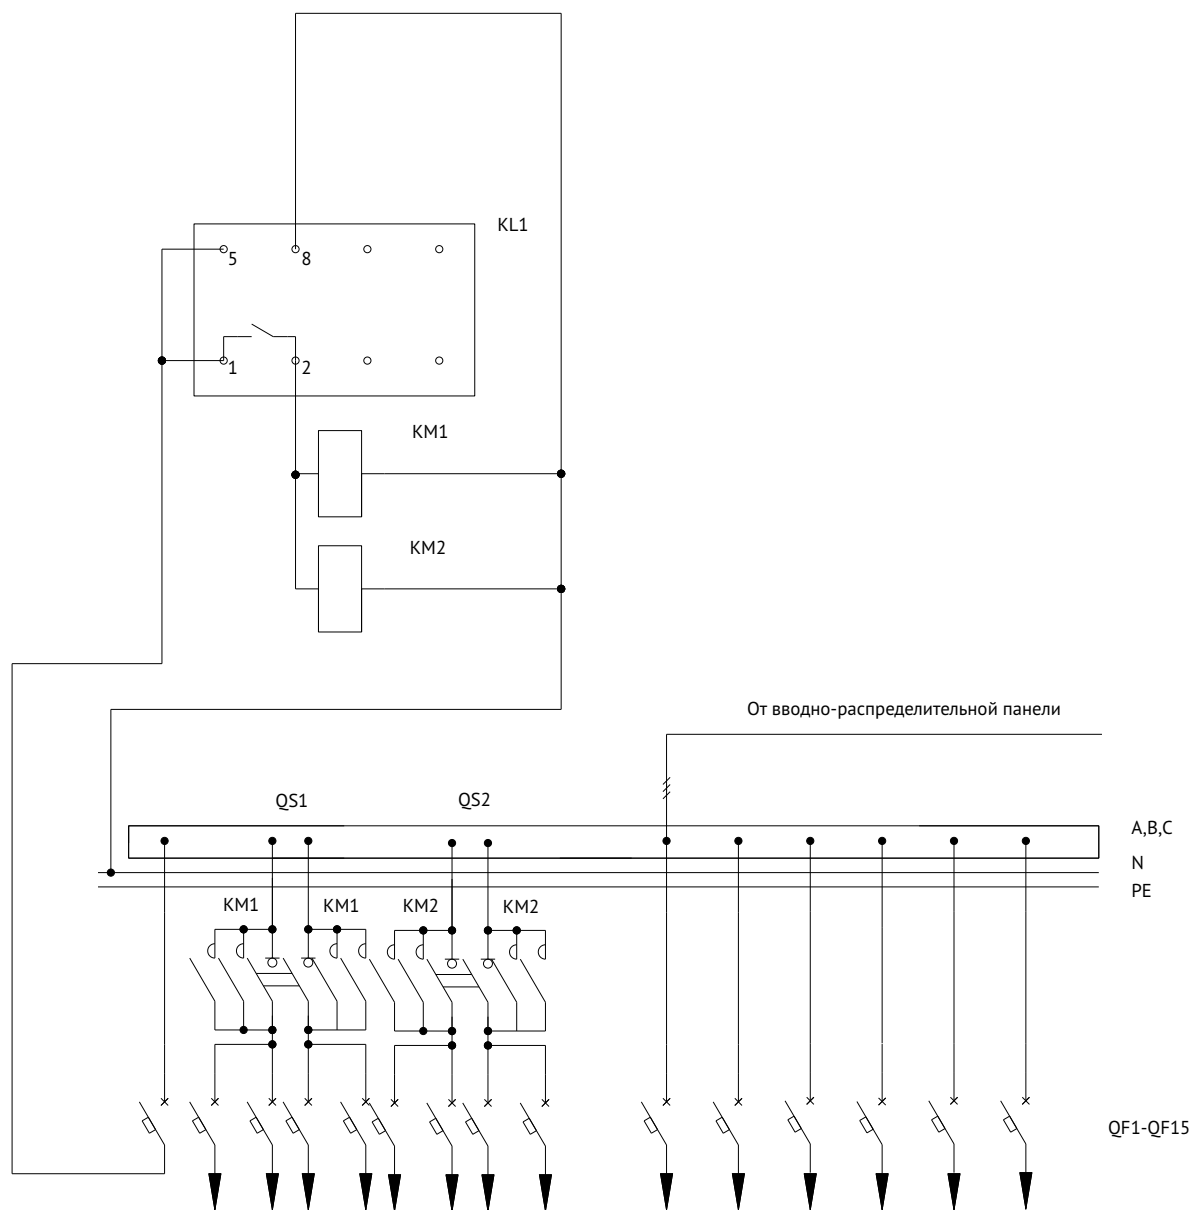 KL1
5
8
1
2
KM1
KM2
От вводно-распределительной панели
QS1
QS2
A,B,C
N
PE
KM1
KM1
KM2
KM2
QF1-QF15